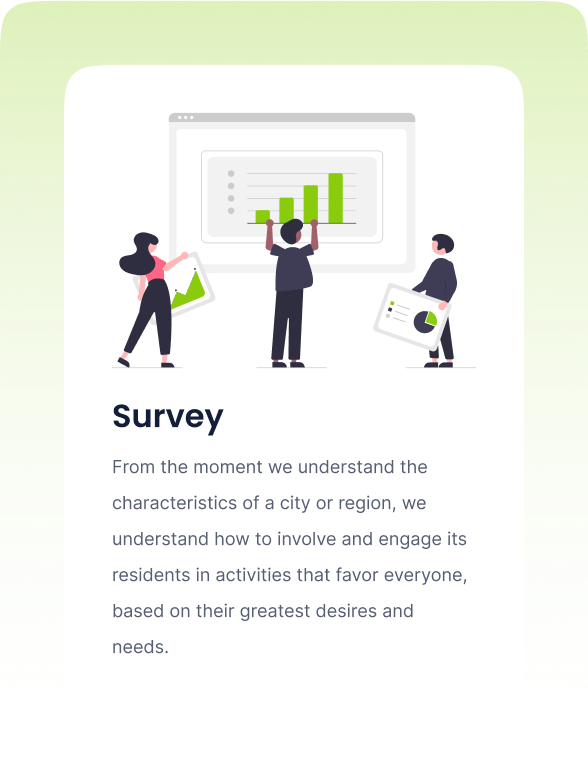 Survey
From the moment we understand the
characteristics of a city or region, we
understand how to involve and engage its
residents in activities that favor everyone,
based on their greatest desires and
needs.